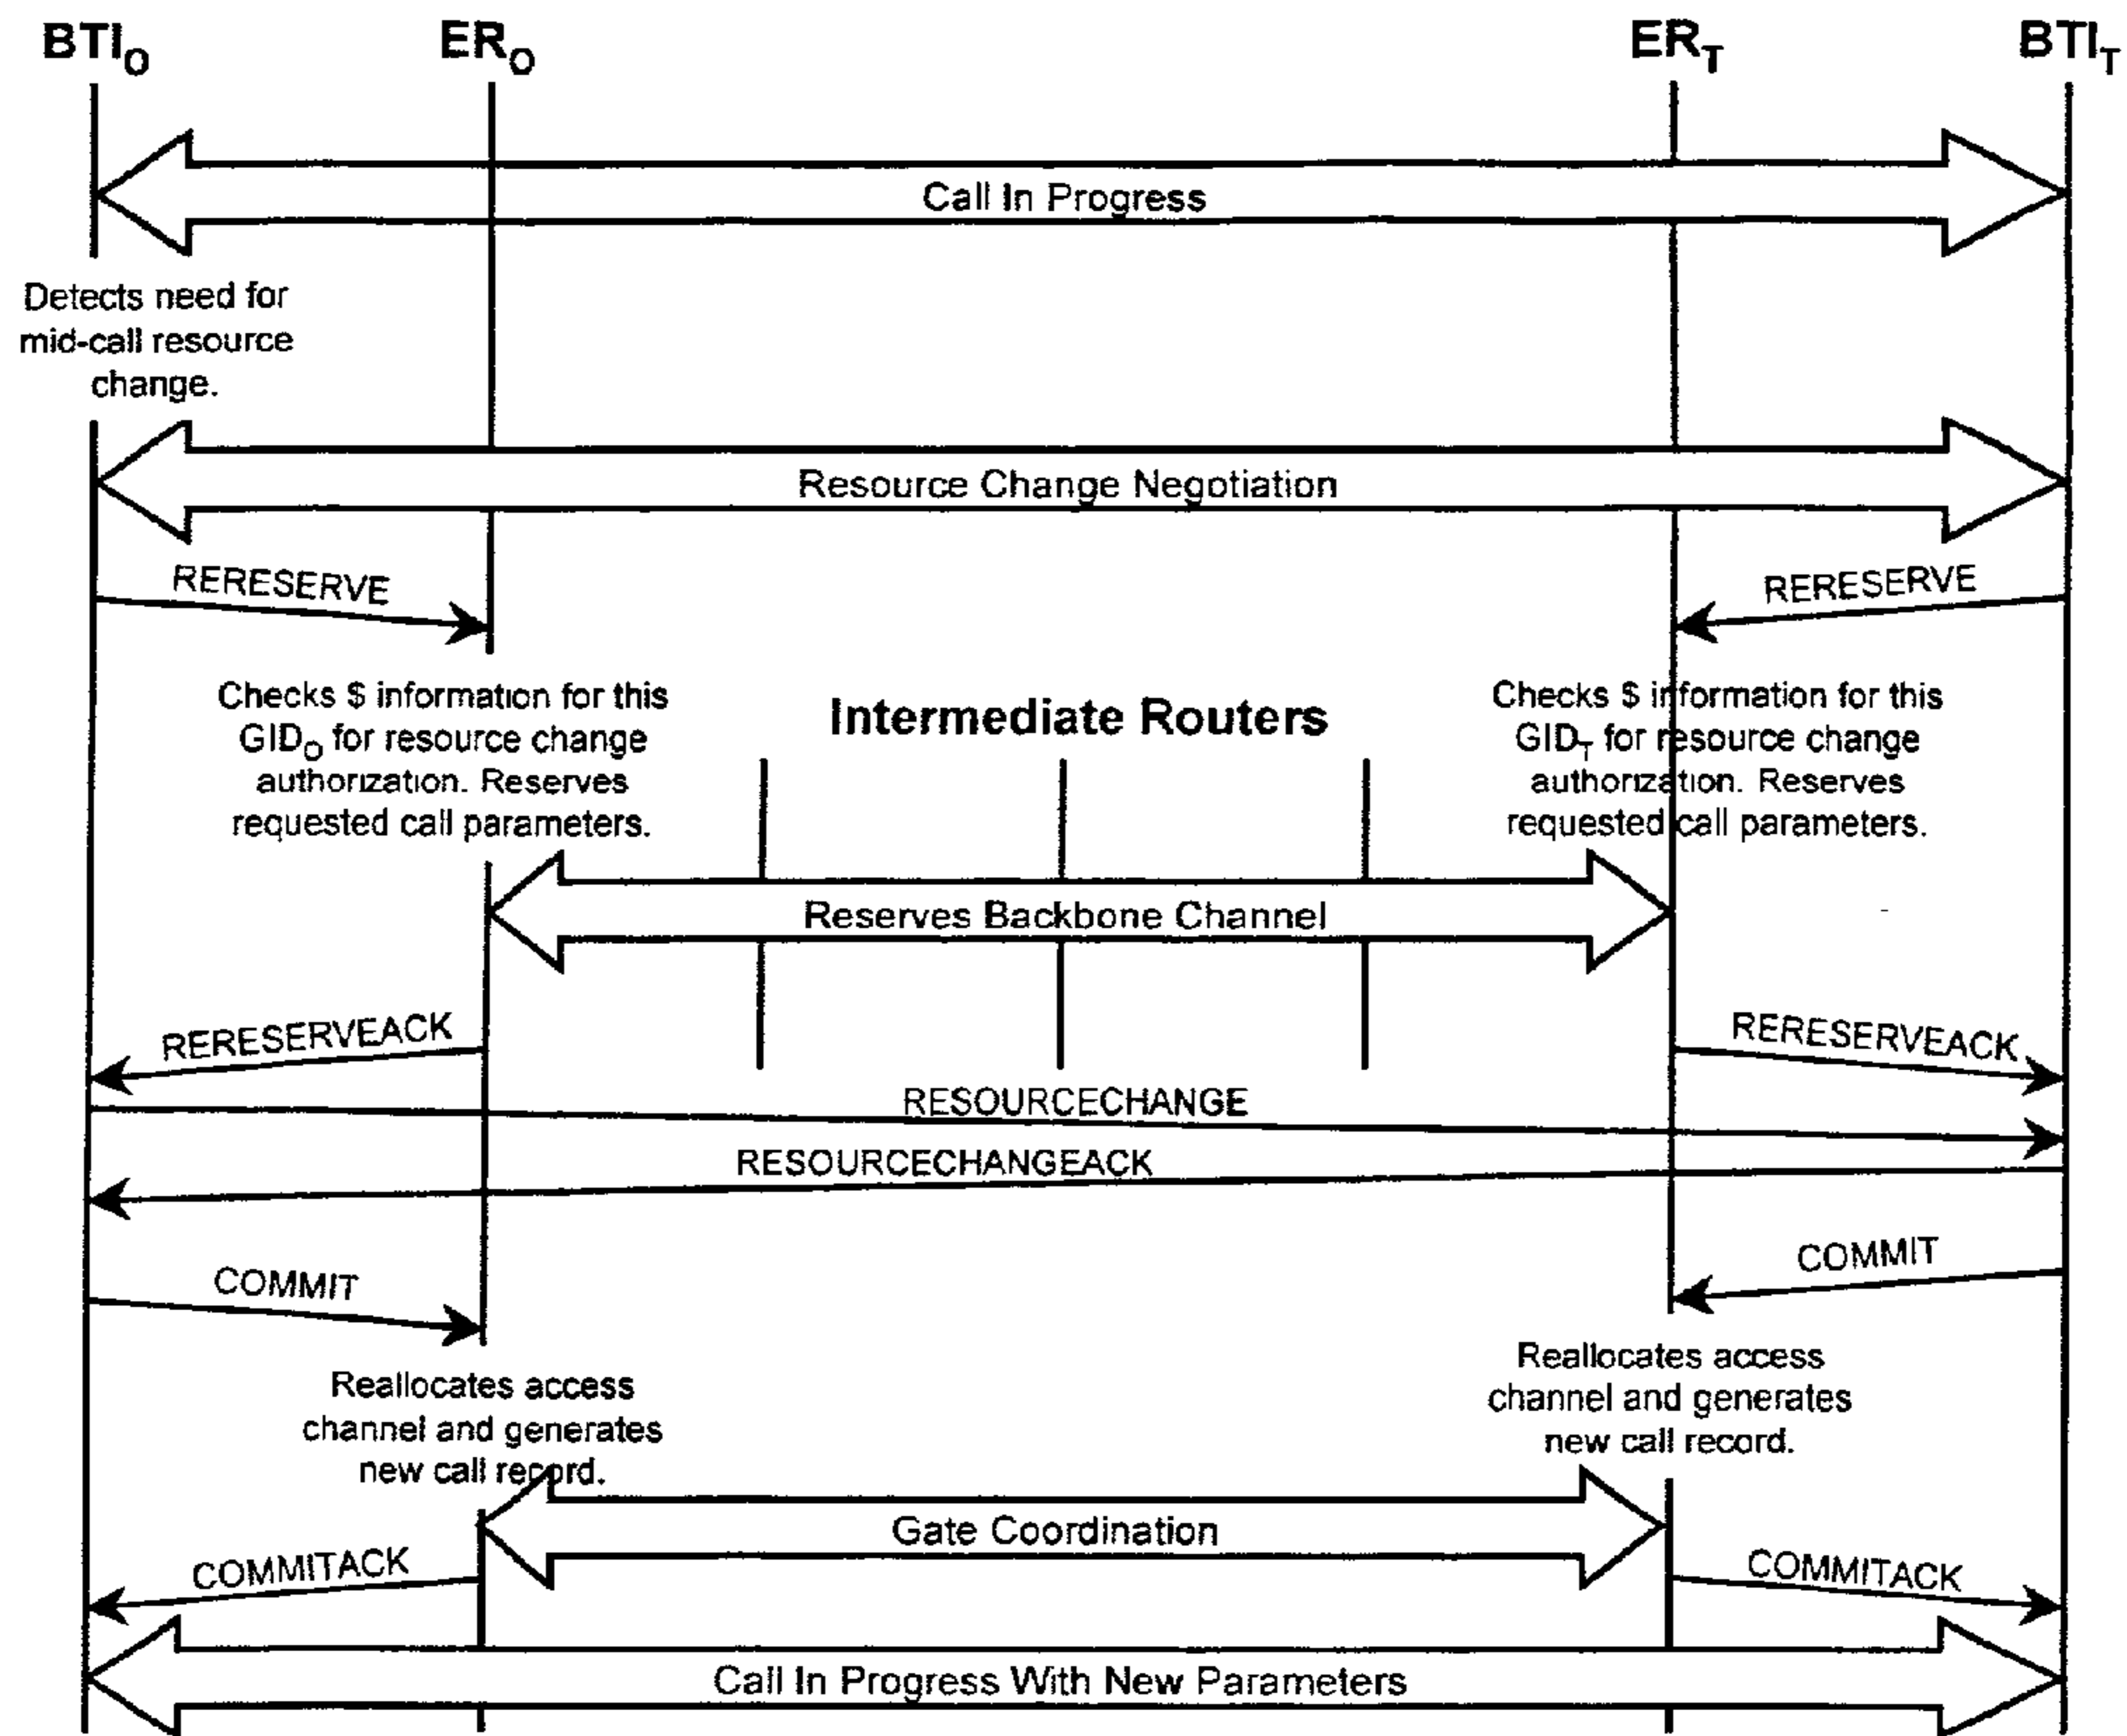 BTIO ERO ERT BTIT
Call In Progress
Detects need for
mid-call resource
change.
Resource Change Negotiation
RERESERVE
RERESERVE
Checks $ information for this
GIDO for resource change
authorization. Reserves
requested call parameters.
Intermediate Routers
Checks $ information for this
GIDT for resource change
authorization. Reserves
requested call parameters.
Reserves Backbone Channel
RERESERVEACK
RERESERVEACK
RESOURCECHANGE
RESOURCECHANGEACK
COMMIT
COMMIT
Reallocates access
channel and generates
new call record.
Reallocates access
channel and generates
new call record.
Gate Coordination
COMMITACK
COMMITACK
Call In Progress With New Parameters